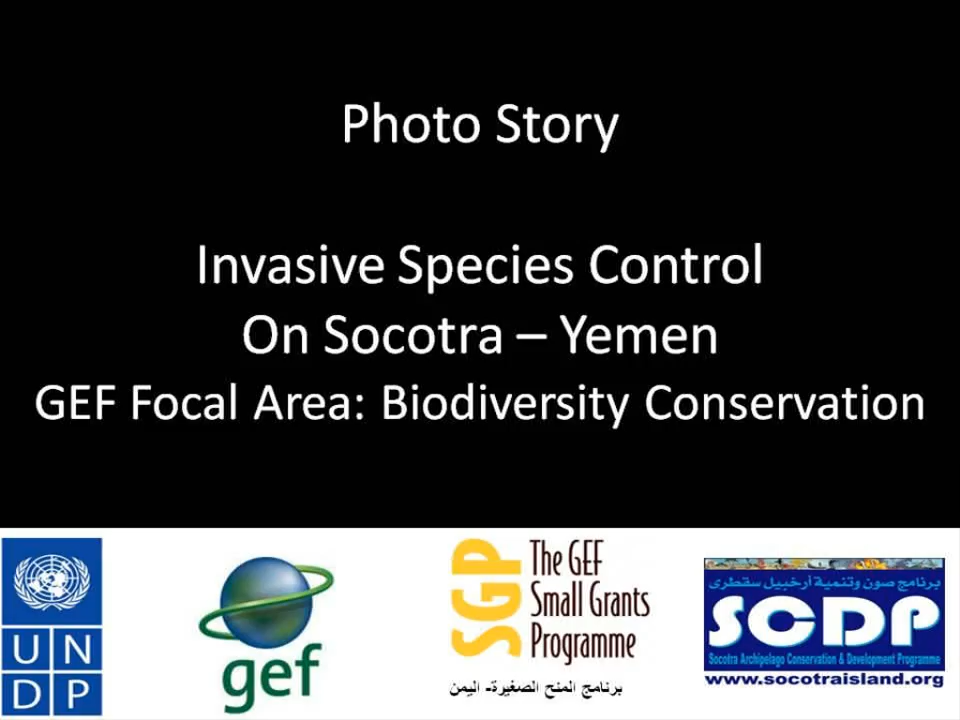 Photo Story
Invasive Species Control
On Socotra – Yemen
GEF Focal Area: Biodiversity Conservation
UN
DP
gef
SGP
The GEF
Small Grants
Programme
برنامج المنح الصغيرة- اليمن
برنامج صون وتنمية أرخبيل سقطرى
SCDP
Socotra Archipelago Conservation & Development Programme
www.socotraisland.org